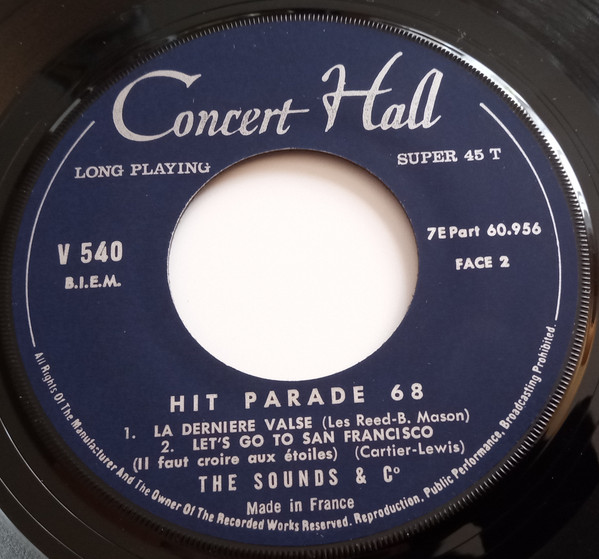 Concert Hall
LONG PLAYING
SUPER 45 T
V 540
B.I.E.M.
7EPart 60.956
FACE 2
HIT PARADE 68
1. LA DERNIERE VALSE (Les Reed-B. Mason)
2. LET'S GO TO SAN FRANCISCO
(Il faut croire aux étoiles) (Cartier-Lewis)
THE SOUNDS & Cº
Made in France
All Rights Of The Manufacturer And The Owner Of The Recorded Works Reserved. Reproduction, Public Performance, Broadcasting Prohibited.